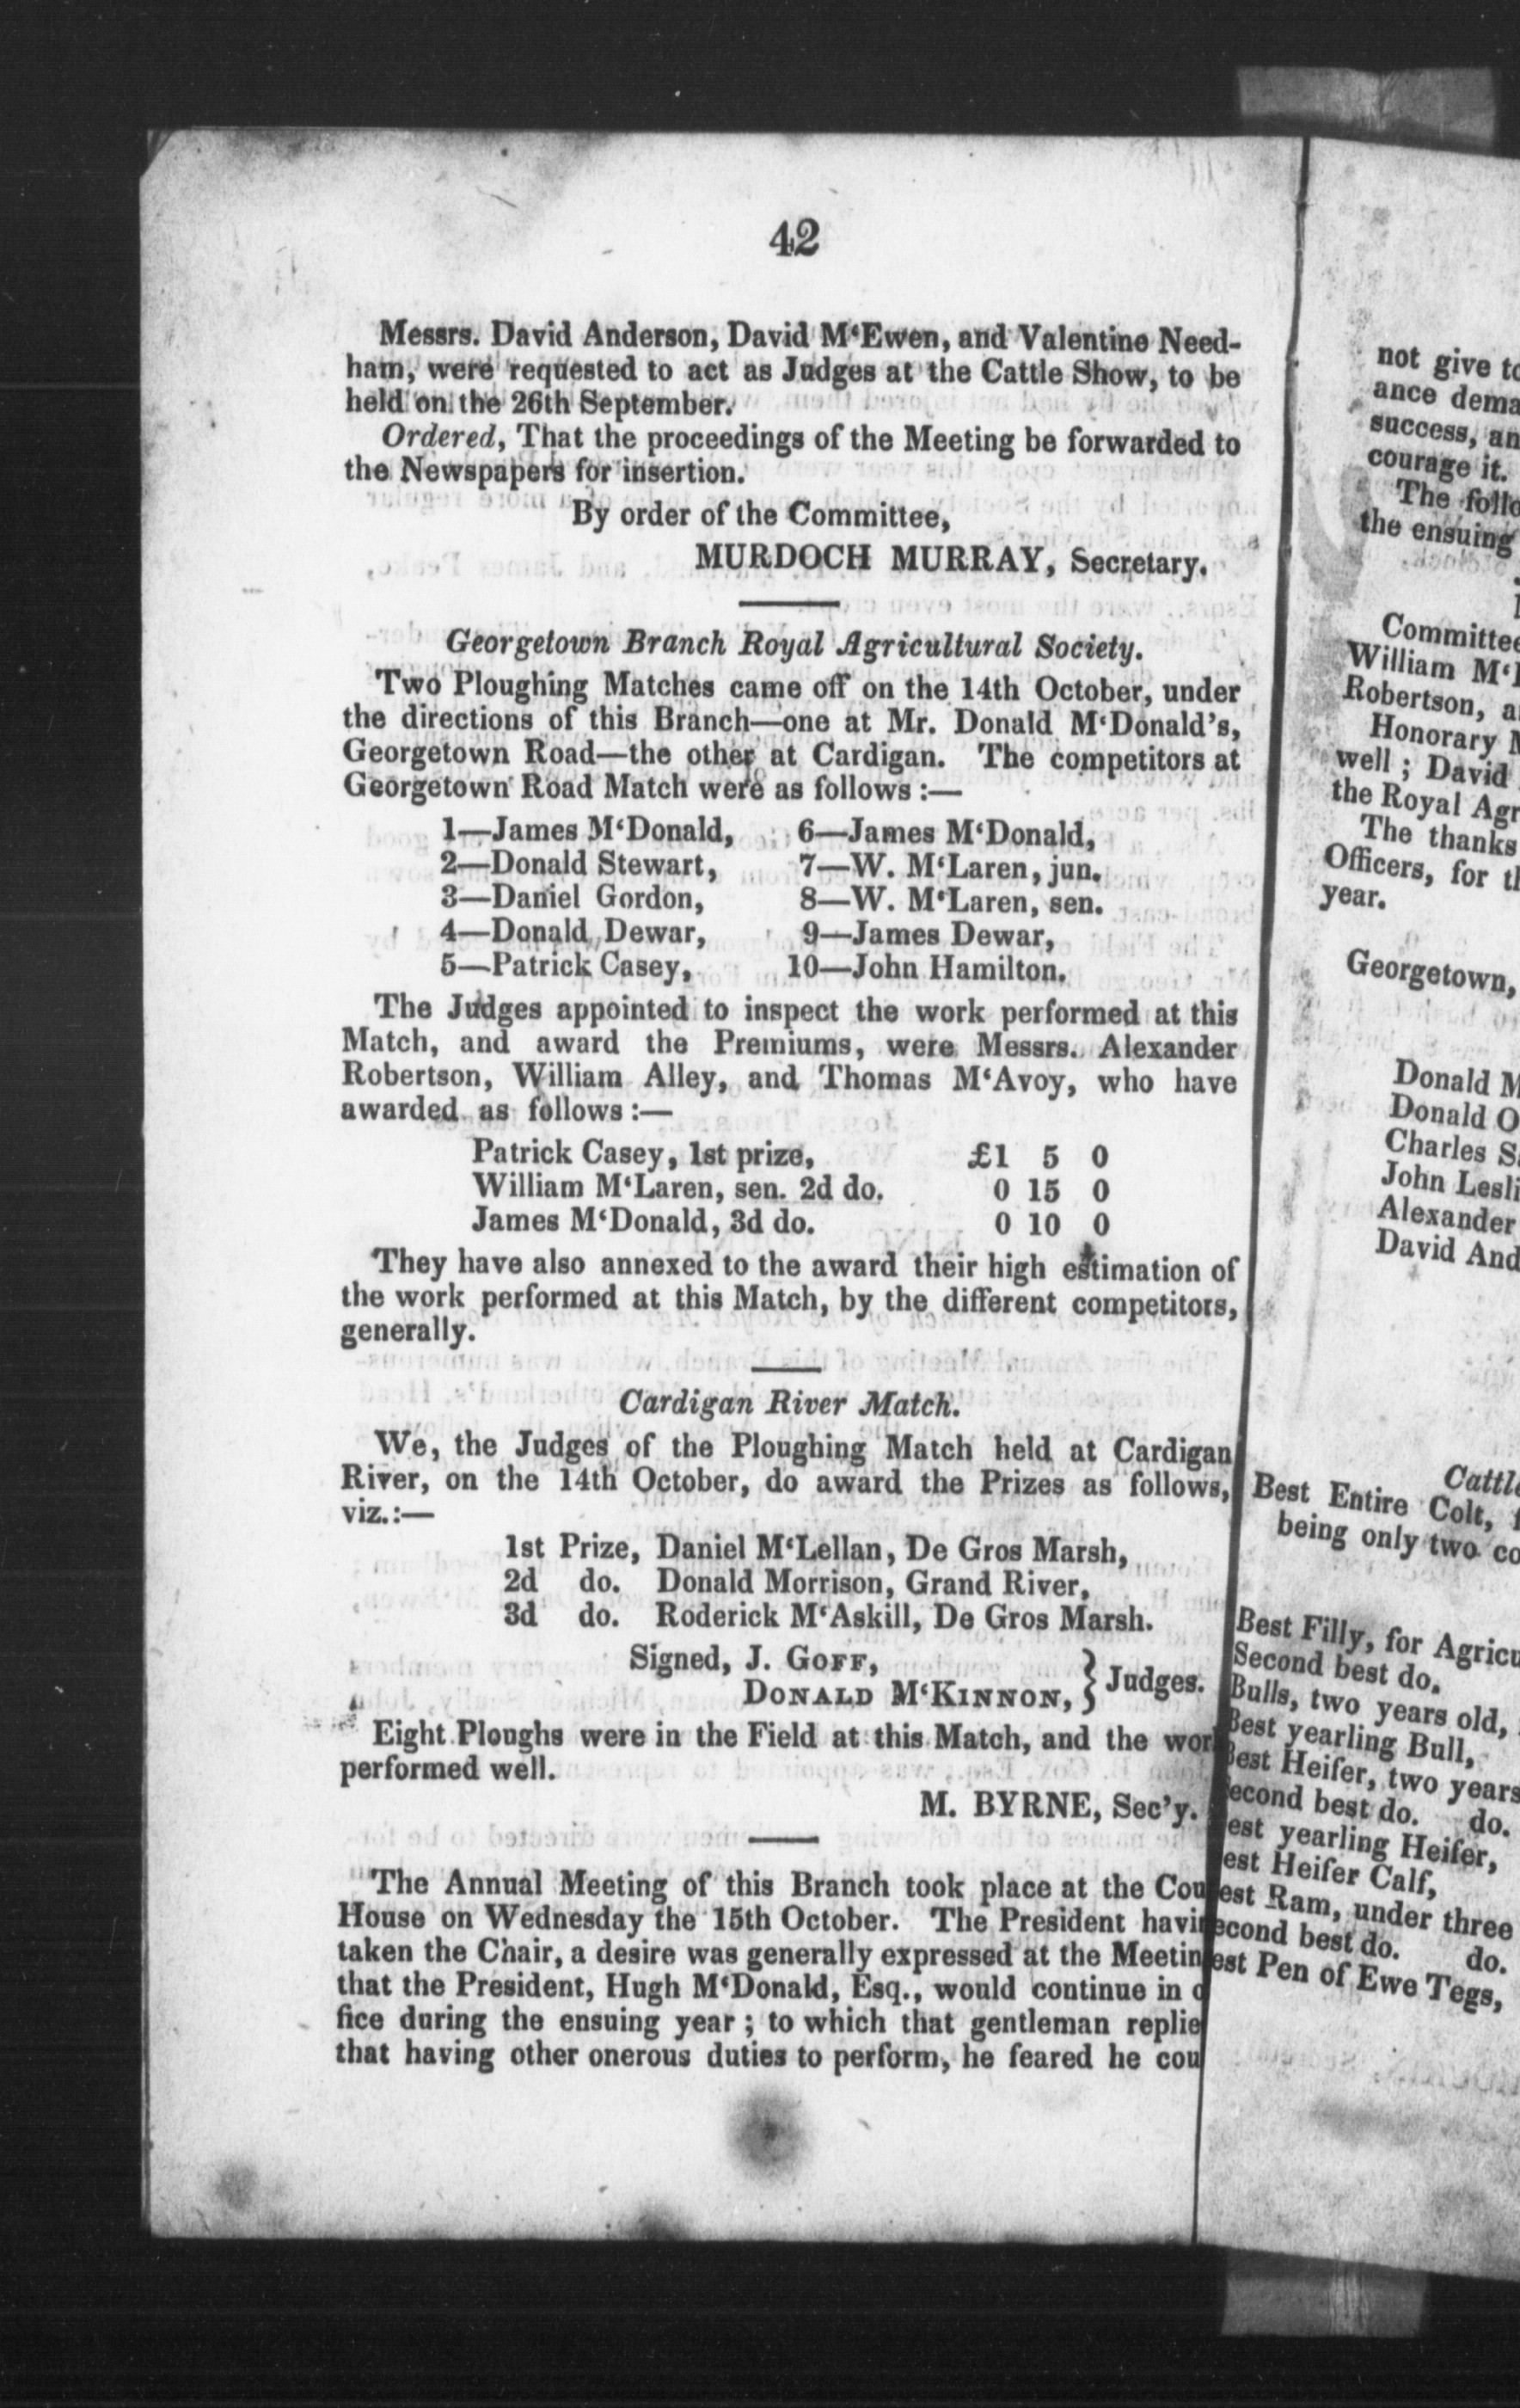 42
Messrs. David Anderson, David M‘Ewen, and Valentine Need-
ham, were requested to act as Judges at the Cattle Show, to be
held on the 26th September.
Ordered, That the proceedings of the Meeting be forwarded to
the Newspapers for insertion.
By order of the Committee,
MURDOCH MURRAY, Secretary.
Georgetown Branch Royal Agricultural Society.
Two Ploughing Matches came off on the 14th October, under
the directions of this Branch—one at Mr. Donald M‘Donald’s,
Georgetown Road—the other at Cardigan. The competitors at
Georgetown Road Match were as follows :—
1—James M‘Donald, 6—James M‘Donald,
2—Donald Stewart, 7—W. M‘Laren, jun.
3—Daniel Gordon, 8—W. M‘Laren, sen.
4—Donald Dewar, 9—James Dewar,
5—Patrick Casey, 10—John Hamilton.
The Judges appointed to inspect the work performed at this
Match, and award the Premiums, were Messrs. Alexander
Robertson, William Alley, and Thomas M‘Avoy, who have
awarded as follows :—
Patrick Casey, 1st prize, £1 5 0
William M‘Laren, sen. 2d do. 0 15 0
James M‘Donald, 3d do. 0 10 0
They have also annexed to the award their high estimation of
the work performed at this Match, by the different competitors,
generally.
Cardigan River Match.
We, the Judges of the Ploughing Match held at Cardigan
River, on the 14th October, do award the Prizes as follows,
viz.:—
1st Prize, Daniel M‘Lellan, De Gros Marsh,
2d do. Donald Morrison, Grand River,
3d do. Roderick M‘Askill, De Gros Marsh.
Signed, J. GOFF,
DONALD M‘KINNON, } Judges.
Eight Ploughs were in the Field at this Match, and the wor
performed well.
M. BYRNE, Sec’y.
The Annual Meeting of this Branch took place at the Cou
House on Wednesday the 15th October. The President havin
taken the Chair, a desire was generally expressed at the Meetin
that the President, Hugh M‘Donald, Esq., would continue in o
fice during the ensuing year ; to which that gentleman replie
that having other onerous duties to perform, he feared he cou
not give to
ance dema
success, an
courage it.
The follo
the ensuing
Committee
William M‘
Robertson, a
Honorary M
well ; David
the Royal Agr
The thanks
Officers, for th
year.
Georgetown,
Donald M
Donald O
Charles S
John Lesli
Alexander
David And
Cattle
Best Entire Colt, f
being only two co
Best Filly, for Agricu
Second best do.
Bulls, two years old,
Best yearling Bull,
Best Heifer, two years
econd best do. do.
est yearling Heifer,
est Heifer Calf,
est Ram, under three
econd best do. do.
est Pen of Ewe Tegs,